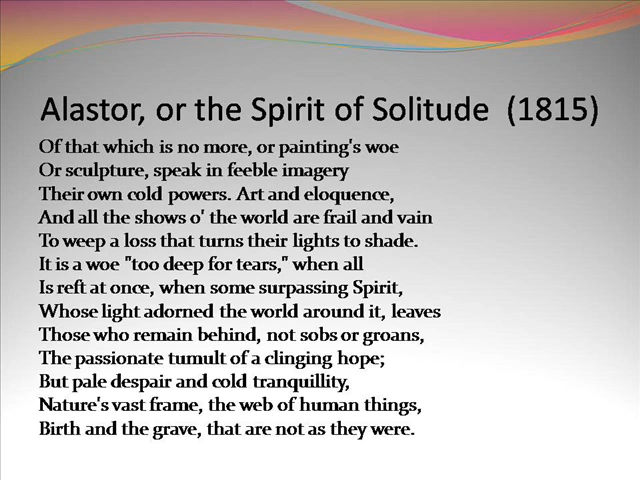 Alastor, or the Spirit of Solitude (1815)
Of that which is no more, or painting's woe
Or sculpture, speak in feeble imagery
Their own cold powers. Art and eloquence,
And all the shows o' the world are frail and vain
To weep a loss that turns their lights to shade.
It is a woe "too deep for tears," when all
Is reft at once, when some surpassing Spirit,
Whose light adorned the world around it, leaves
Those who remain behind, not sobs or groans,
The passionate tumult of a clinging hope;
But pale despair and cold tranquillity,
Nature's vast frame, the web of human things,
Birth and the grave, that are not as they were.